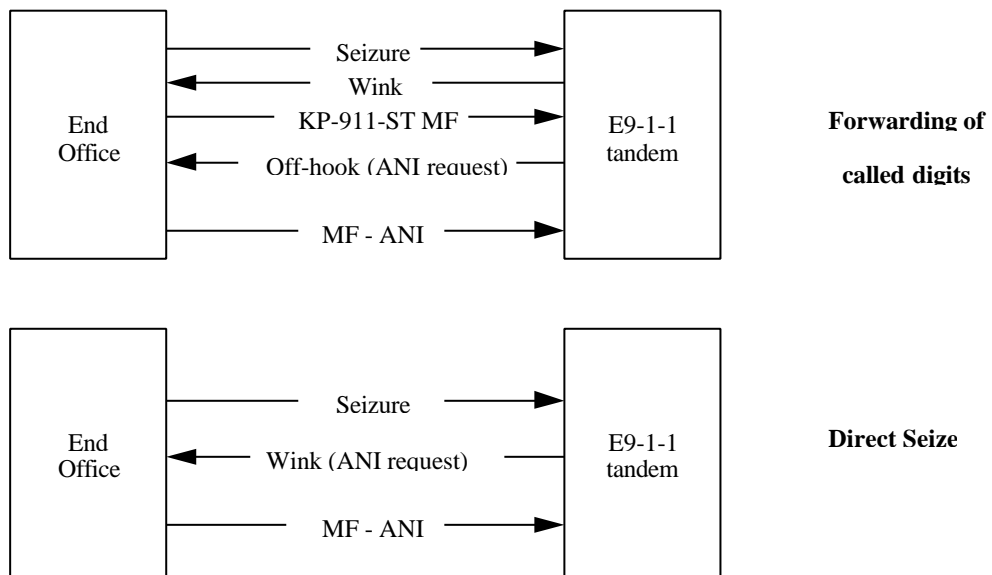 Seizure
Wink
KP-911-ST MF
End
Office
E9-1-1
tandem
Off-hook (ANI request)
MF - ANI
Forwarding of
called digits
Seizure
End
Office
Wink (ANI request)
E9-1-1
tandem
MF - ANI
Direct Seize